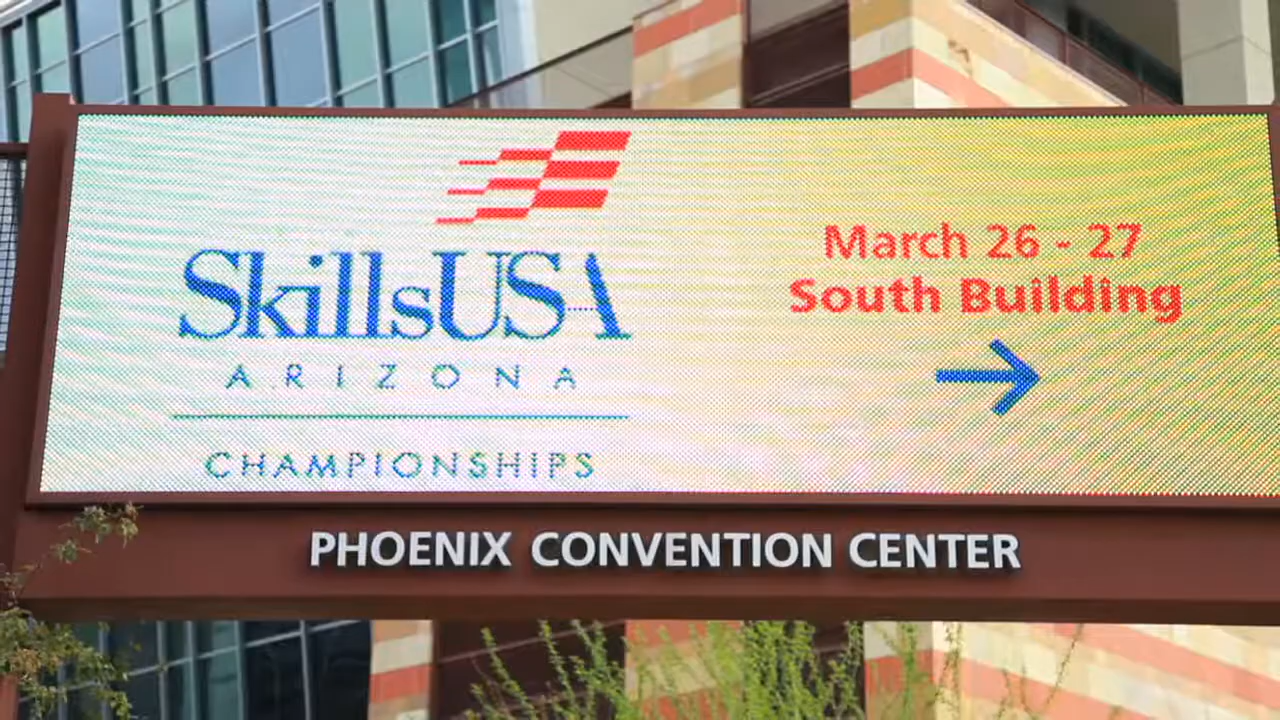 SkillsUSA
ARIZONA
CHAMPIONSHIPS
March 26 - 27
South Building
PHOENIX CONVENTION CENTER